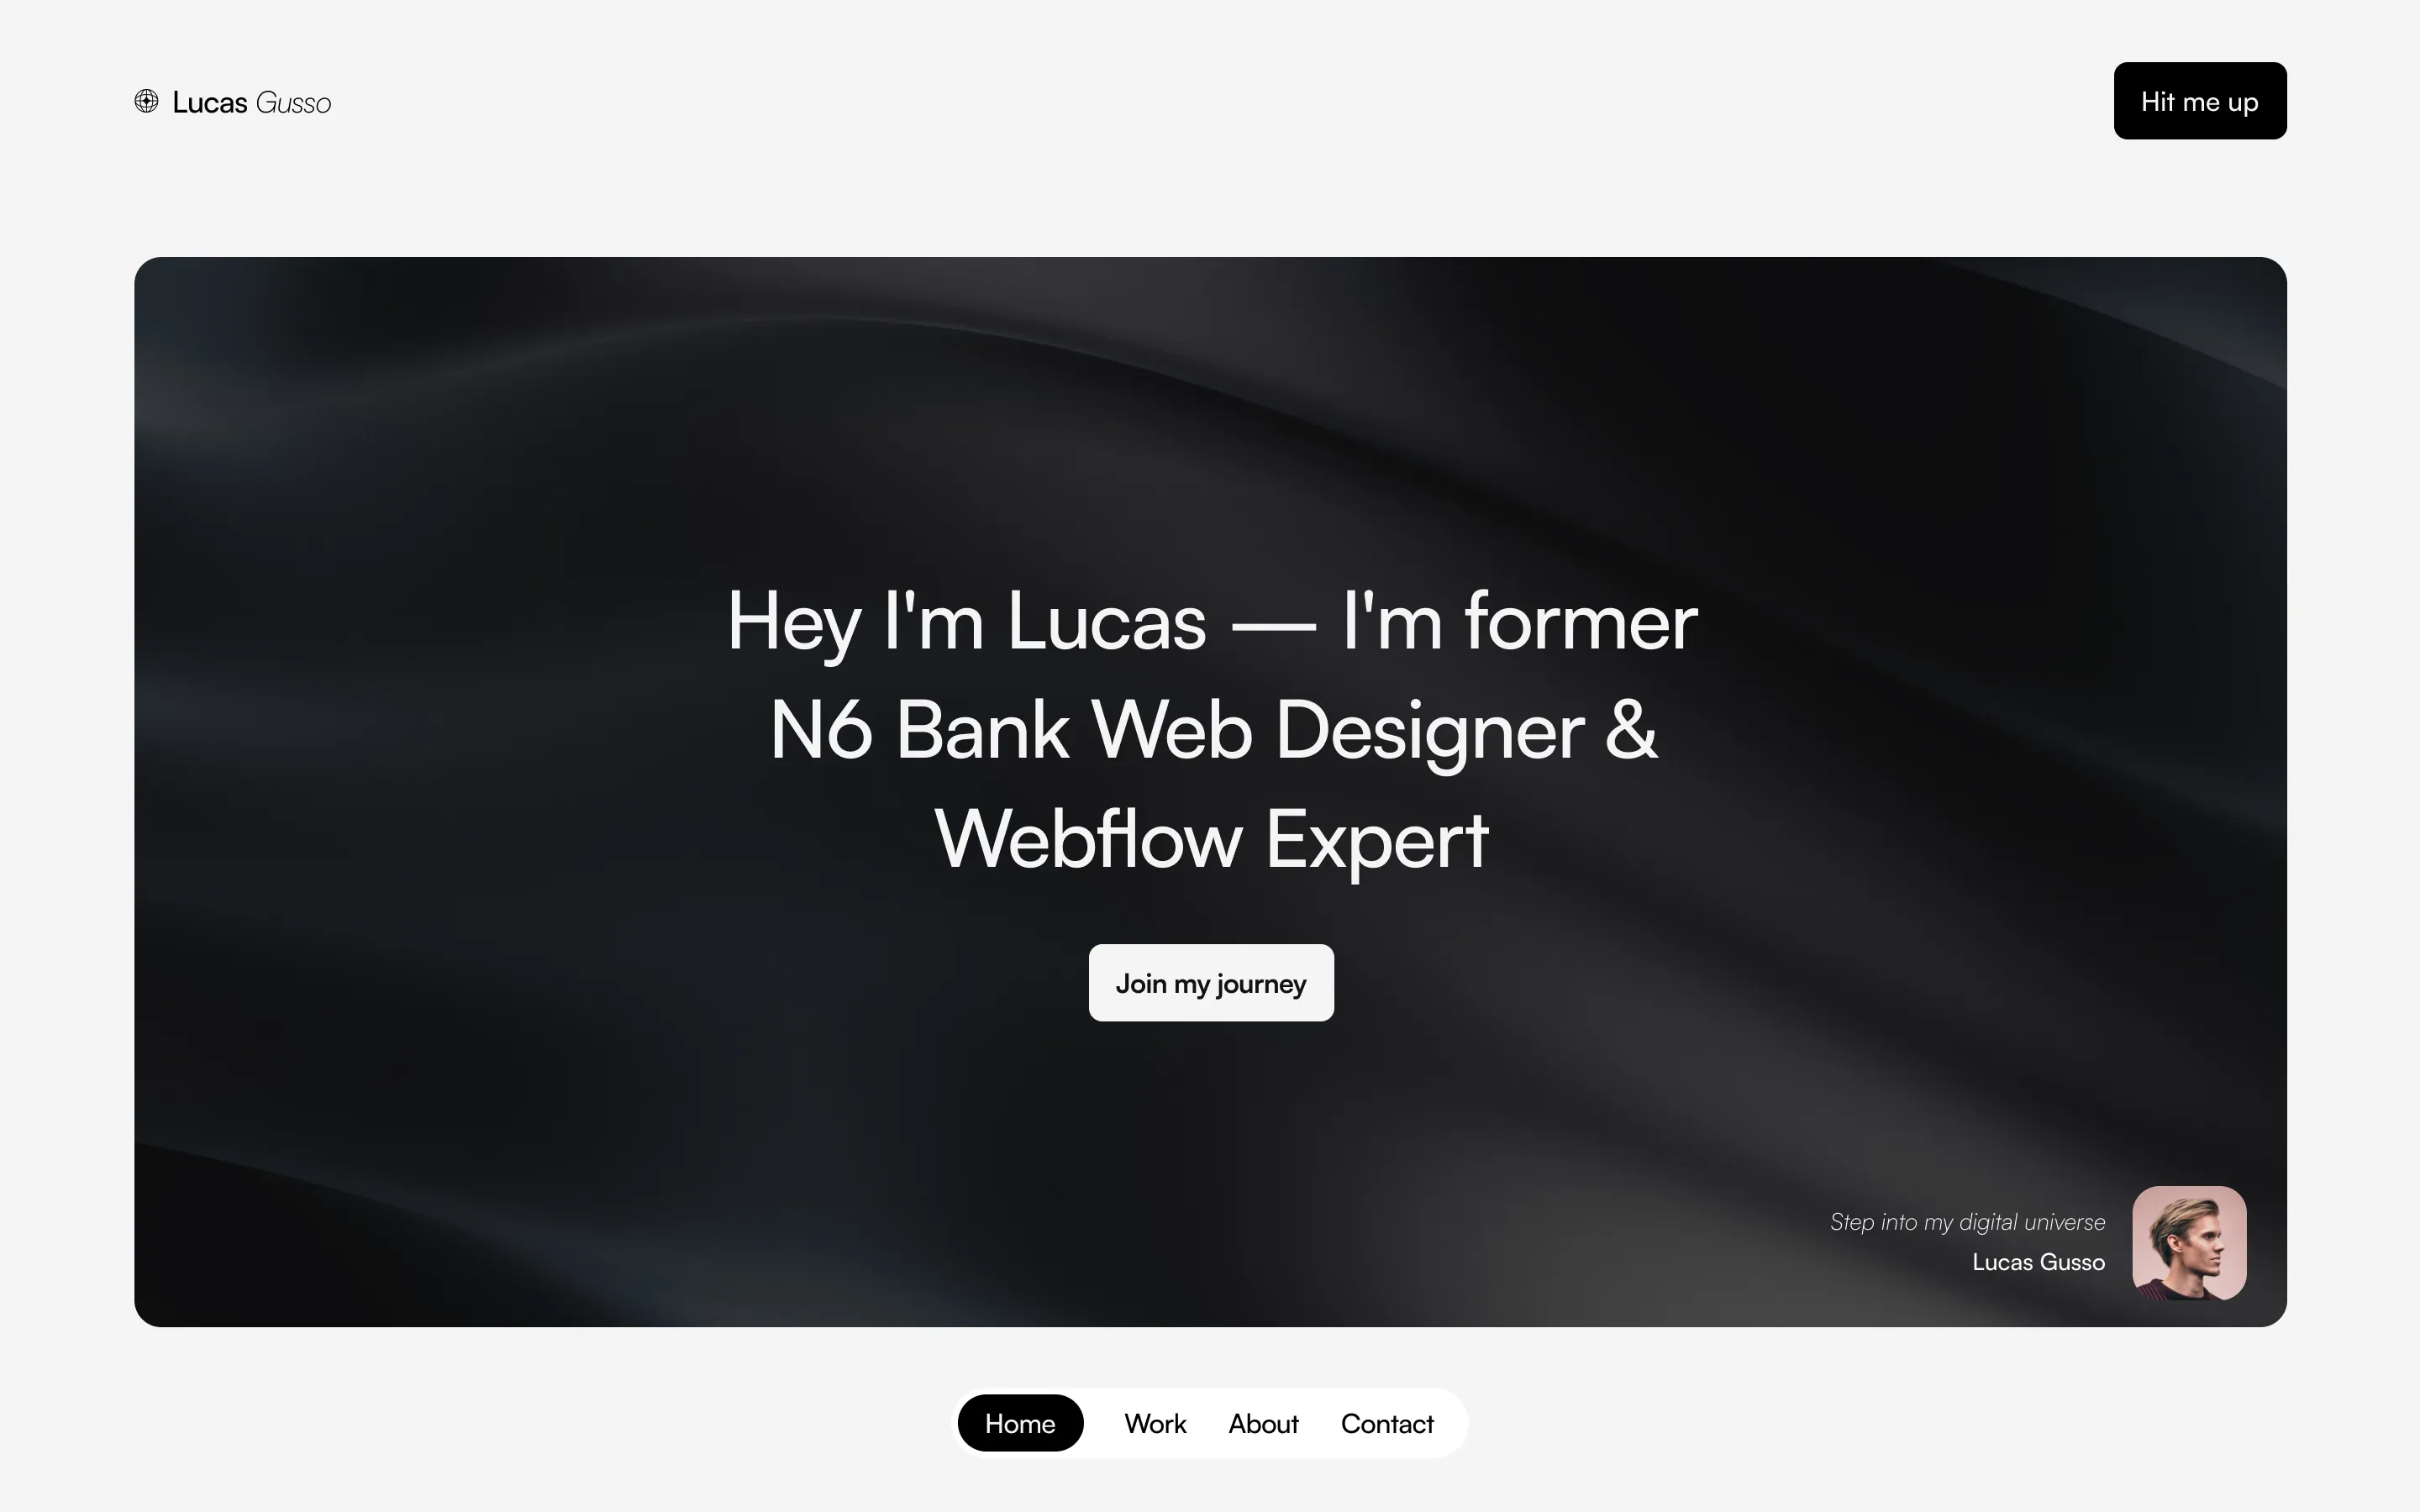 Lucas Gusso
Hit me up
Hey I'm Lucas — I'm former
N6 Bank Web Designer &
Webflow Expert
Join my journey
Step into my digital universe
Lucas Gusso
Home
Work
About
Contact